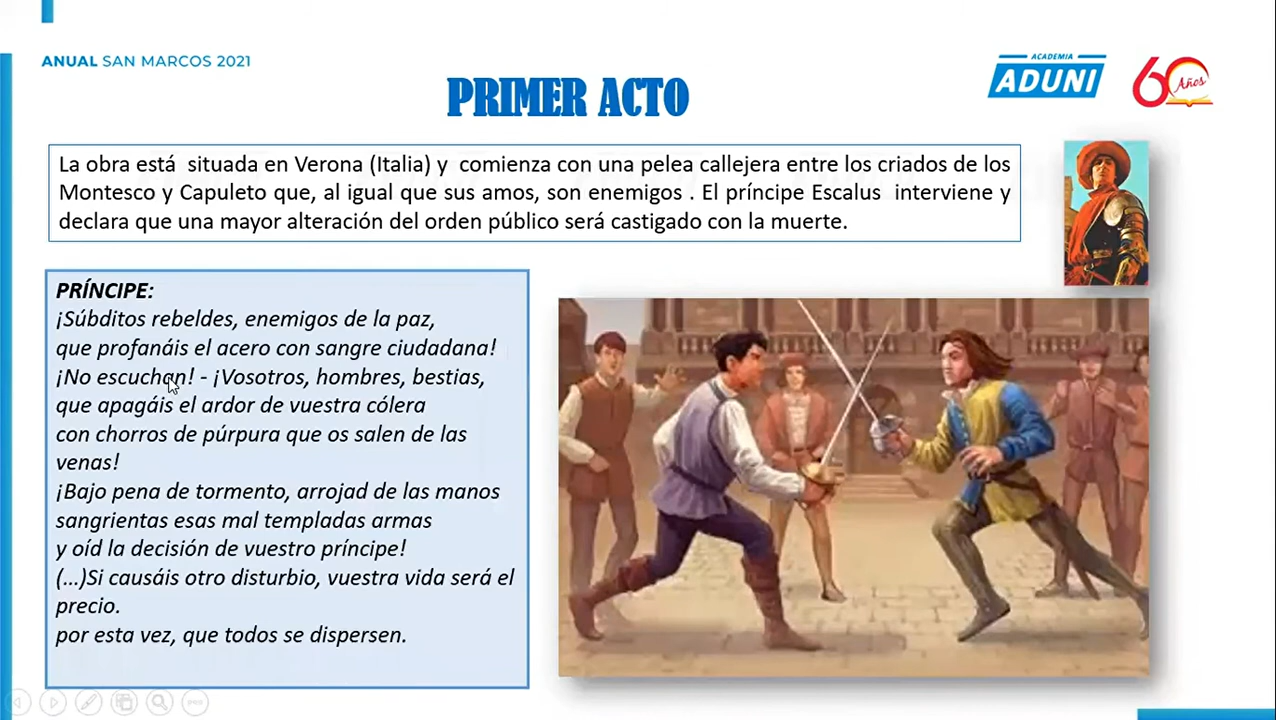 ANUAL SAN MARCOS 2021
ACADEMIA
ADUNI
60 Años
PRIMER ACTO
La obra está situada en Verona (Italia) y comienza con una pelea callejera entre los criados de los
Montesco y Capuleto que, al igual que sus amos, son enemigos . El príncipe Escalus interviene y
declara que una mayor alteración del orden público será castigado con la muerte.
PRÍNCIPE:
¡Súbditos rebeldes, enemigos de la paz,
que profanáis el acero con sangre ciudadana!
¡No escuchan! - ¡Vosotros, hombres, bestias,
que apagáis el ardor de vuestra cólera
con chorros de púrpura que os salen de las
venas!
¡Bajo pena de tormento, arrojad de las manos
sangrientas esas mal templadas armas
y oíd la decisión de vuestro príncipe!
(...)Si causáis otro disturbio, vuestra vida será el
precio.
por esta vez, que todos se dispersen.